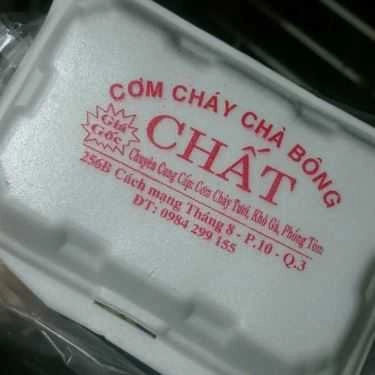 CƠM CHÁY CHÀ BÔNG
Giá
Gốc
CHẤT
Chuyên Cung Cấp: Cơm Cháy Tươi, Khô Gà, Phồng Tôm
256B Cách mạng Tháng 8 - P.10 - Q.3
ĐT: 0984 299 155